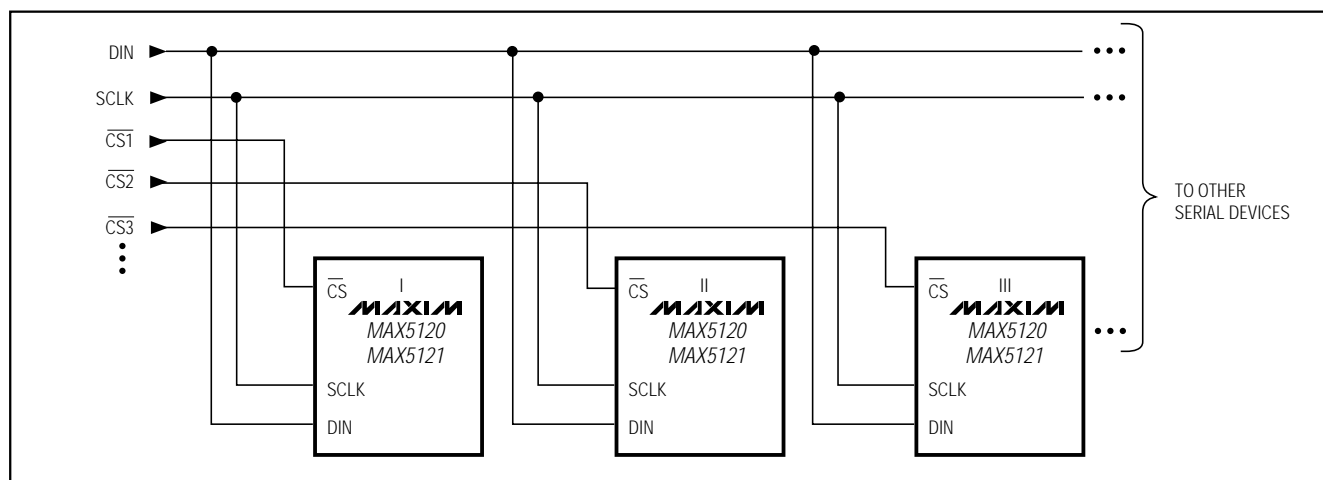 DIN
SCLK
CS1
CS2
CS3
TO OTHER
SERIAL DEVICES
CS
I
MAXIM
MAX5120
MAX5121
SCLK
DIN
CS
II
MAXIM
MAX5120
MAX5121
SCLK
DIN
CS
III
MAXIM
MAX5120
MAX5121
SCLK
DIN